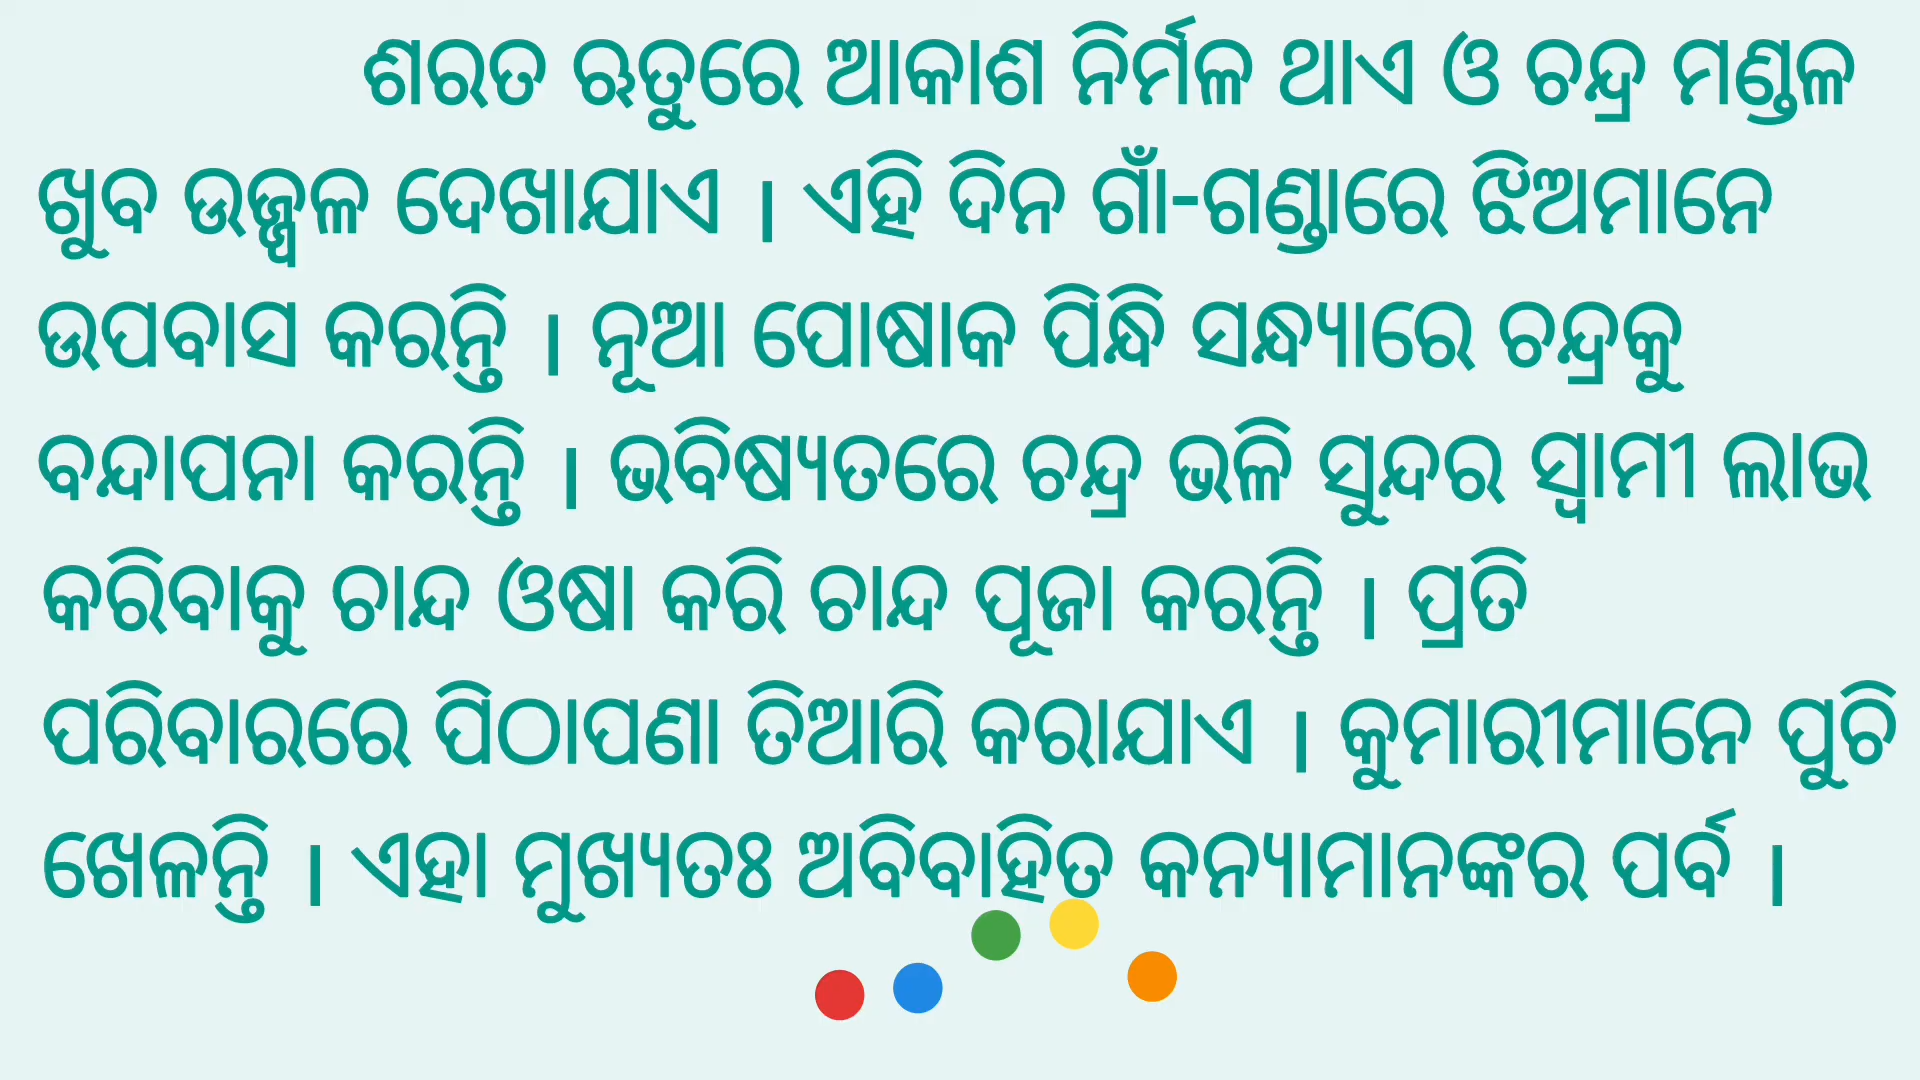 ଶରତ ଋତୁରେ ଆକାଶ ନିର୍ମଳ ଥାଏ ଓ ଚନ୍ଦ୍ର ମଣ୍ଡଳ
ଖୁବ ଉଜ୍ଜ୍ୱଳ ଦେଖାଯାଏ । ଏହି ଦିନ ଗାଁ-ଗଣ୍ଡାରେ ଝିଅମାନେ
ଉପବାସ କରନ୍ତି । ନୂଆ ପୋଷାକ ପିନ୍ଧି ସନ୍ଧ୍ୟାରେ ଚନ୍ଦ୍ରକୁ
ବନ୍ଦାପନା କରନ୍ତି । ଭବିଷ୍ୟତରେ ଚନ୍ଦ୍ର ଭଳି ସୁନ୍ଦର ସ୍ୱାମୀ ଲାଭ
କରିବାକୁ ଚାନ୍ଦ ଓଷା କରି ଚାନ୍ଦ ପୂଜା କରନ୍ତି । ପ୍ରତି
ପରିବାରରେ ପିଠାପଣା ତିଆରି କରାଯାଏ । କୁମାରୀମାନେ ପୁଚି
ଖେଳନ୍ତି । ଏହା ମୁଖ୍ୟତଃ ଅବିବାହିତ କନ୍ୟାମାନଙ୍କର ପର୍ବ ।